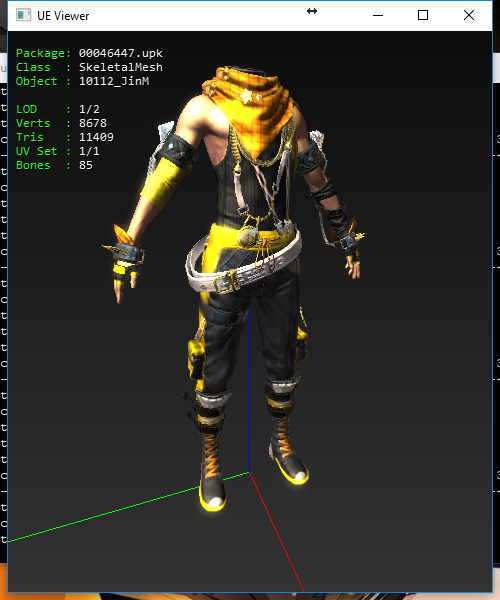 UE Viewer
Package: 00046447.upk
Class : SkeletalMesh
Object : 10112_JinM
LOD : 1/2
Verts : 8678
Tris : 11409
UV Set : 1/1
Bones : 85